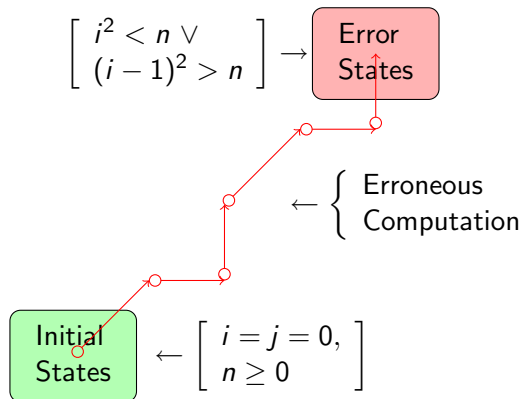 i² < n ∨
(i − 1)² > n
→
Error
States
← { Erroneous
Computation
Initial
States
← [ i = j = 0,
n ≥ 0 ]